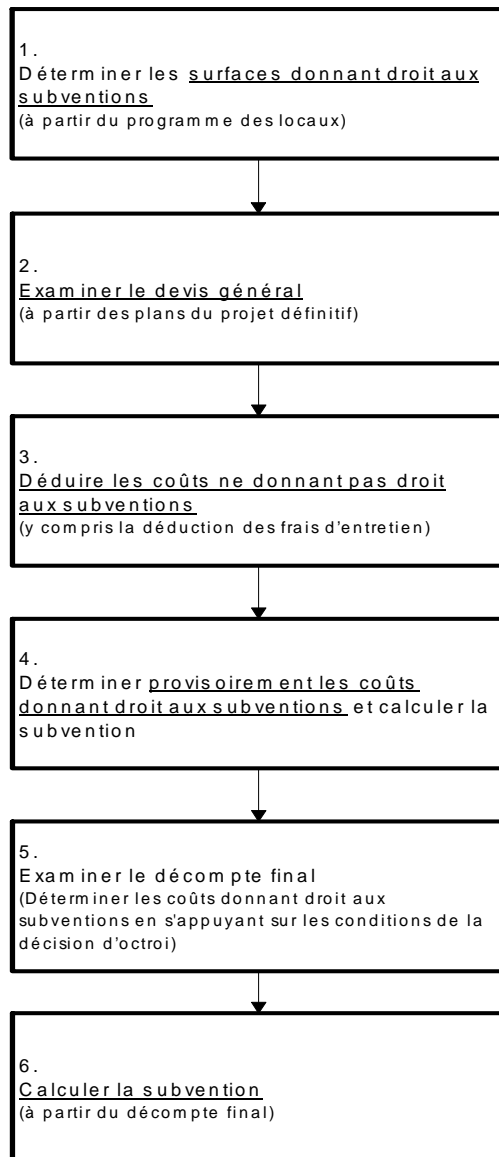 1.
Déterminer les surfaces donnant droit aux
subventions
(à partir du programme des locaux)
2.
Examiner le devis général
(à partir des plans du projet définitif)
3.
Déduire les coûts ne donnant pas droit
aux subventions
(y compris la déduction des frais d'entretien)
4.
Déterminer provisoirement les coûts
donnant droit aux subventions et calculer la
subvention
5.
Examiner le décompte final
(Déterminer les coûts donnant droit aux
subventions en s'appuyant sur les conditions de la
décision d'octroi)
6.
Calculer la subvention
(à partir du décompte final)